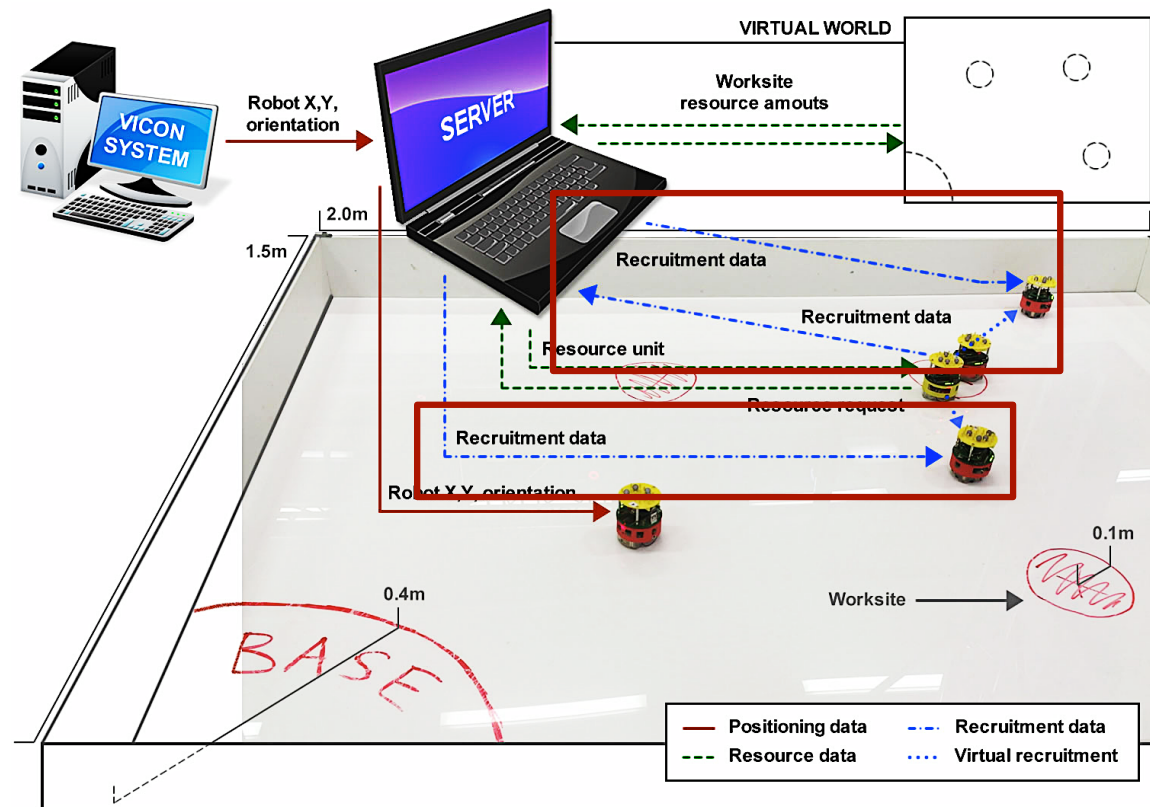 VIRTUAL WORLD
Worksite
resource amouts
Robot X,Y,
orientation
VICON
SYSTEM
SERVER
2.0m
1.5m
Recruitment data
Recruitment data
Resource unit
Resource request
Recruitment data
Robot X,Y, orientation
0.1m
Worksite
0.4m
BASE
Positioning data
Recruitment data
Resource data
Virtual recruitment